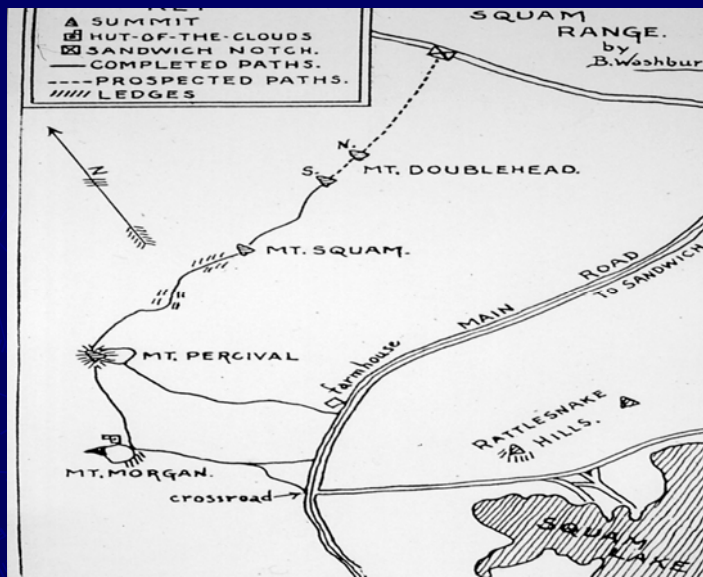 KEY
SUMMIT
HUT-OF-THE-CLOUDS
SANDWICH NOTCH.
COMPLETED PATHS.
PROSPECTED PATHS.
LEDGES
SQUAM
RANGE.
by
B. Washbur
N
N.
S.
MT. DOUBLEHEAD.
MT. SQUAM.
MAIN ROAD
TO SANDWICH
MT. PERCIVAL
farmhouse
RATTLESNAKE
HILLS.
MT. MORGAN.
crossroad
SQUAM
LAKE